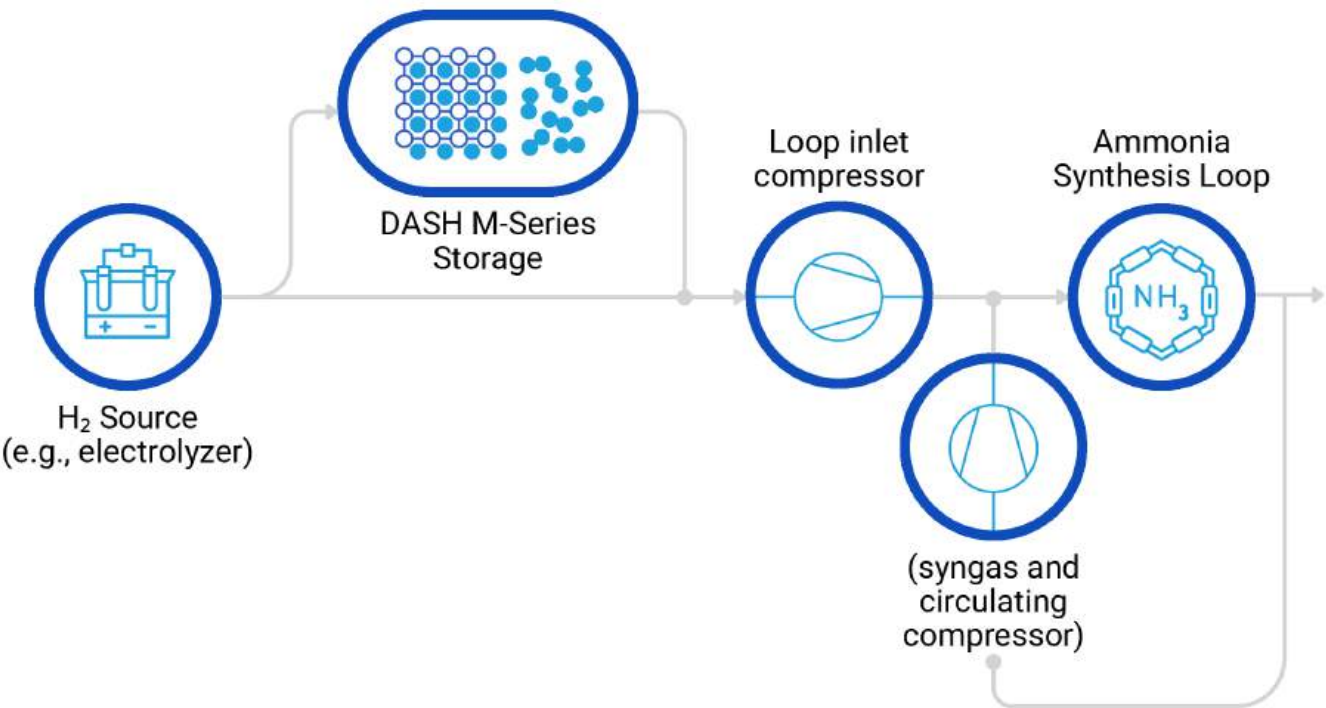 DASH M-Series
Storage
Loop inlet
compressor
Ammonia
Synthesis Loop
+ −
H₂ Source
(e.g., electrolyzer)
NH₃
(syngas and
circulating
compressor)